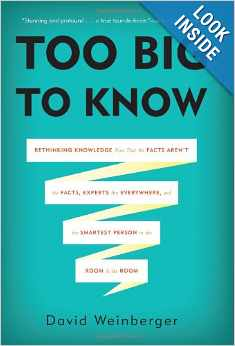 LOOK
INSIDE
"Stunning and profound . . . a true tour de force."
TOO BIG
TO KNOW
RETHINKING KNOWLEDGE Now That the FACTS AREN'T
the FACTS, EXPERTS Are EVERYWHERE, and
the SMARTEST PERSON in the
ROOM Is the ROOM
David Weinberger